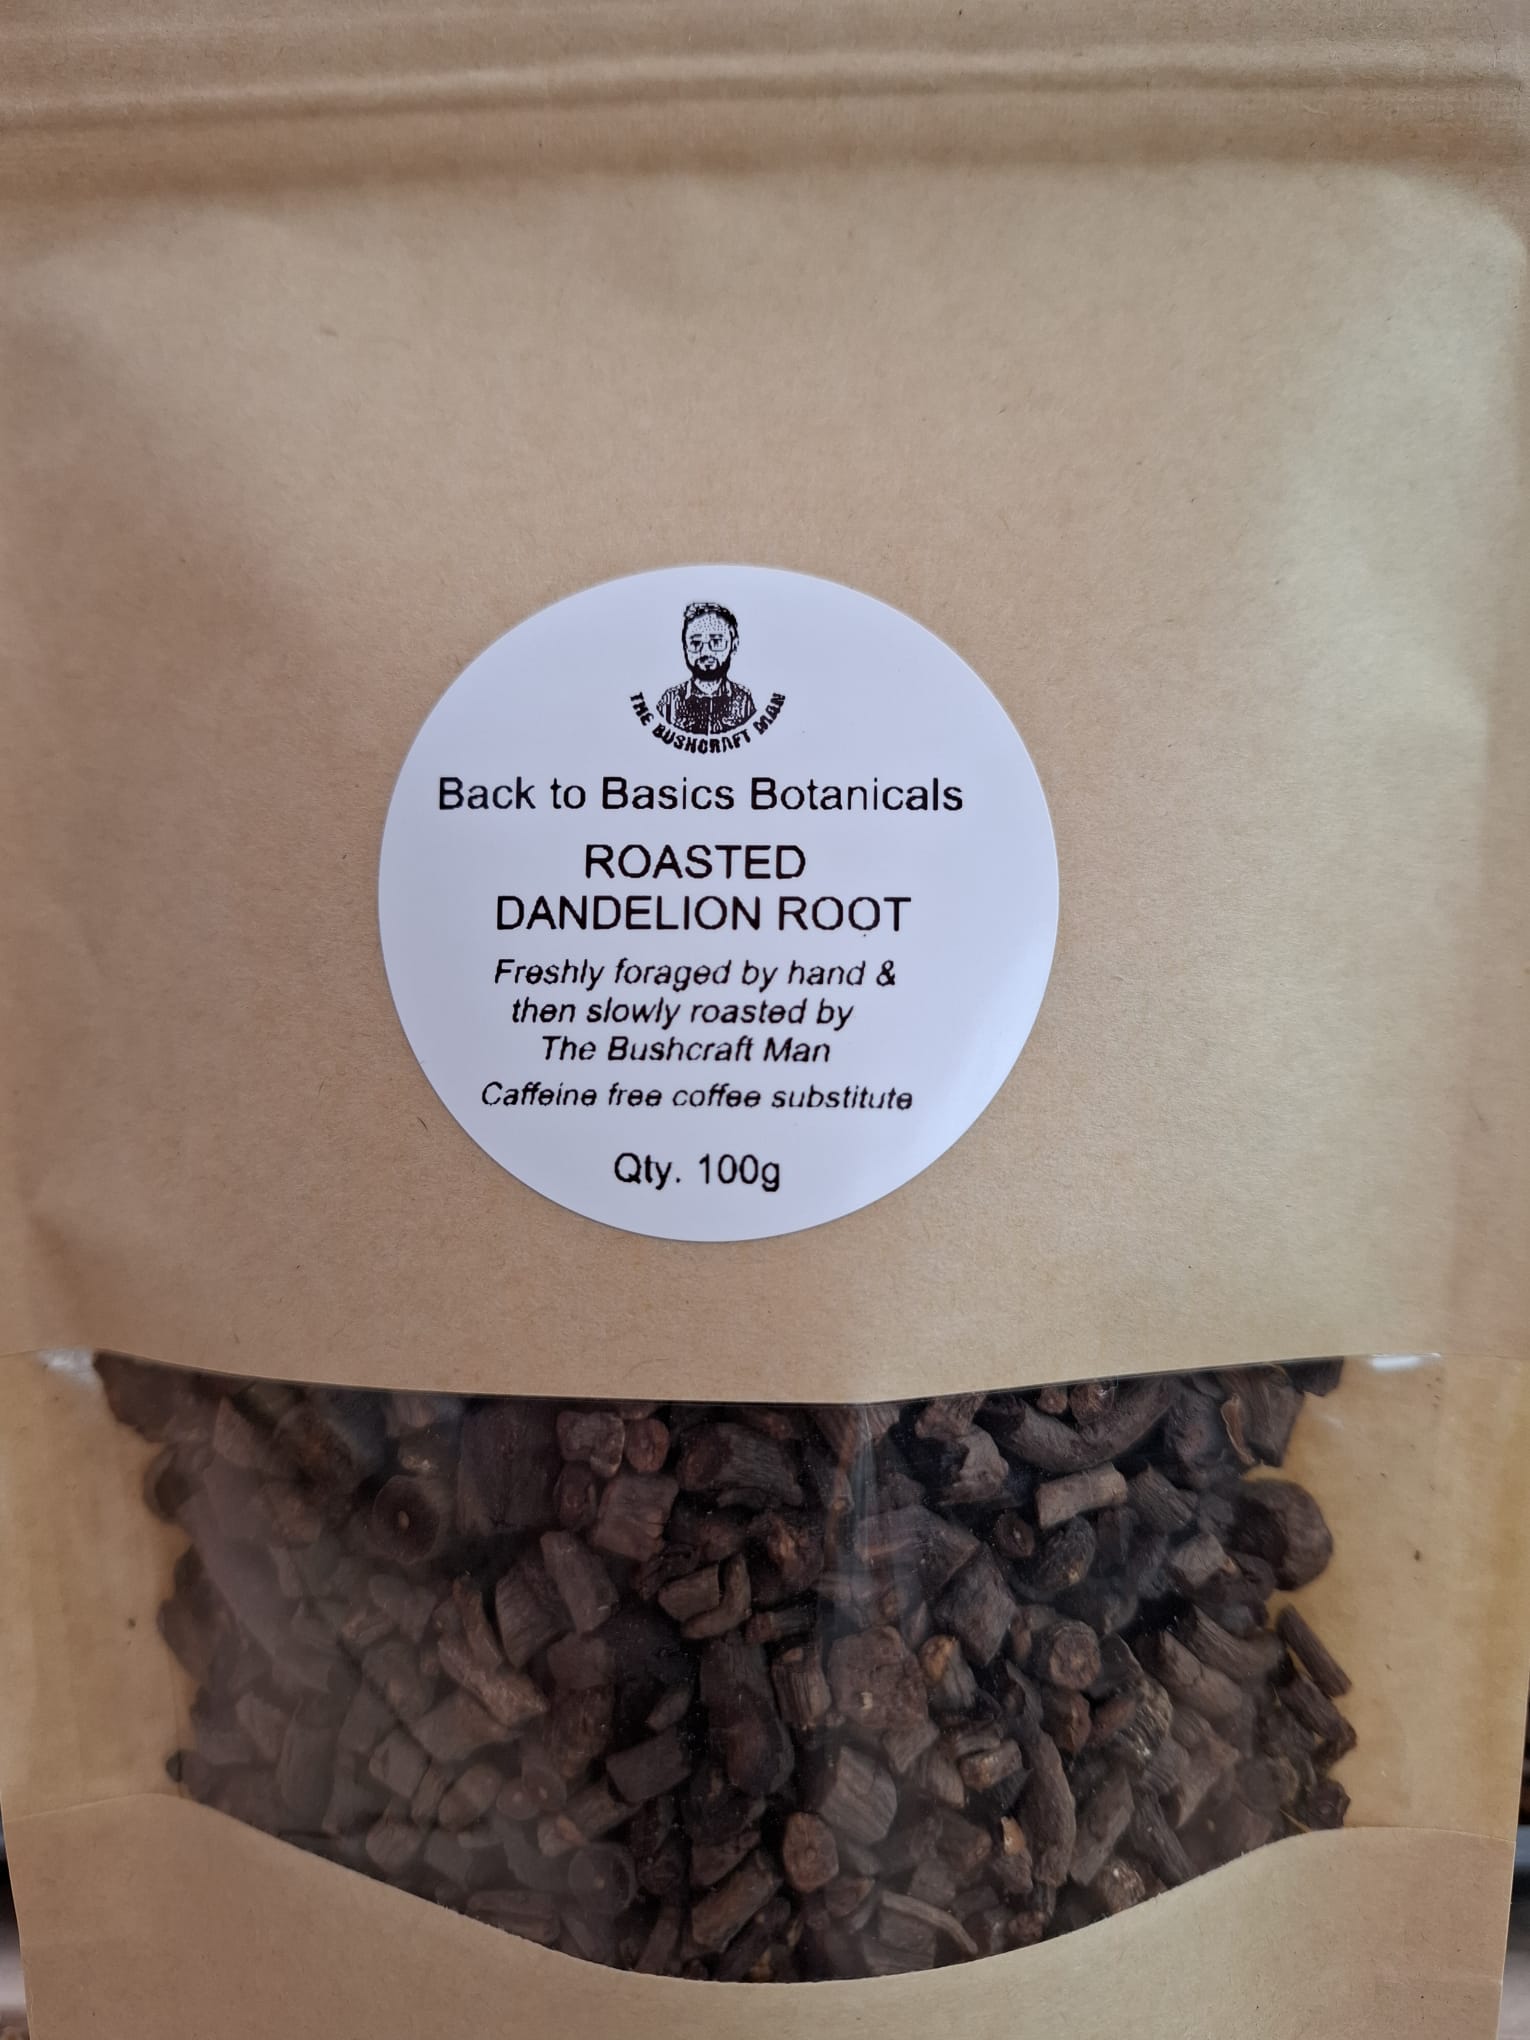 THE BUSHCRAFT MAN
Back to Basics Botanicals
ROASTED
DANDELION ROOT
Freshly foraged by hand &
then slowly roasted by
The Bushcraft Man
Caffeine free coffee substitute
Qty. 100g